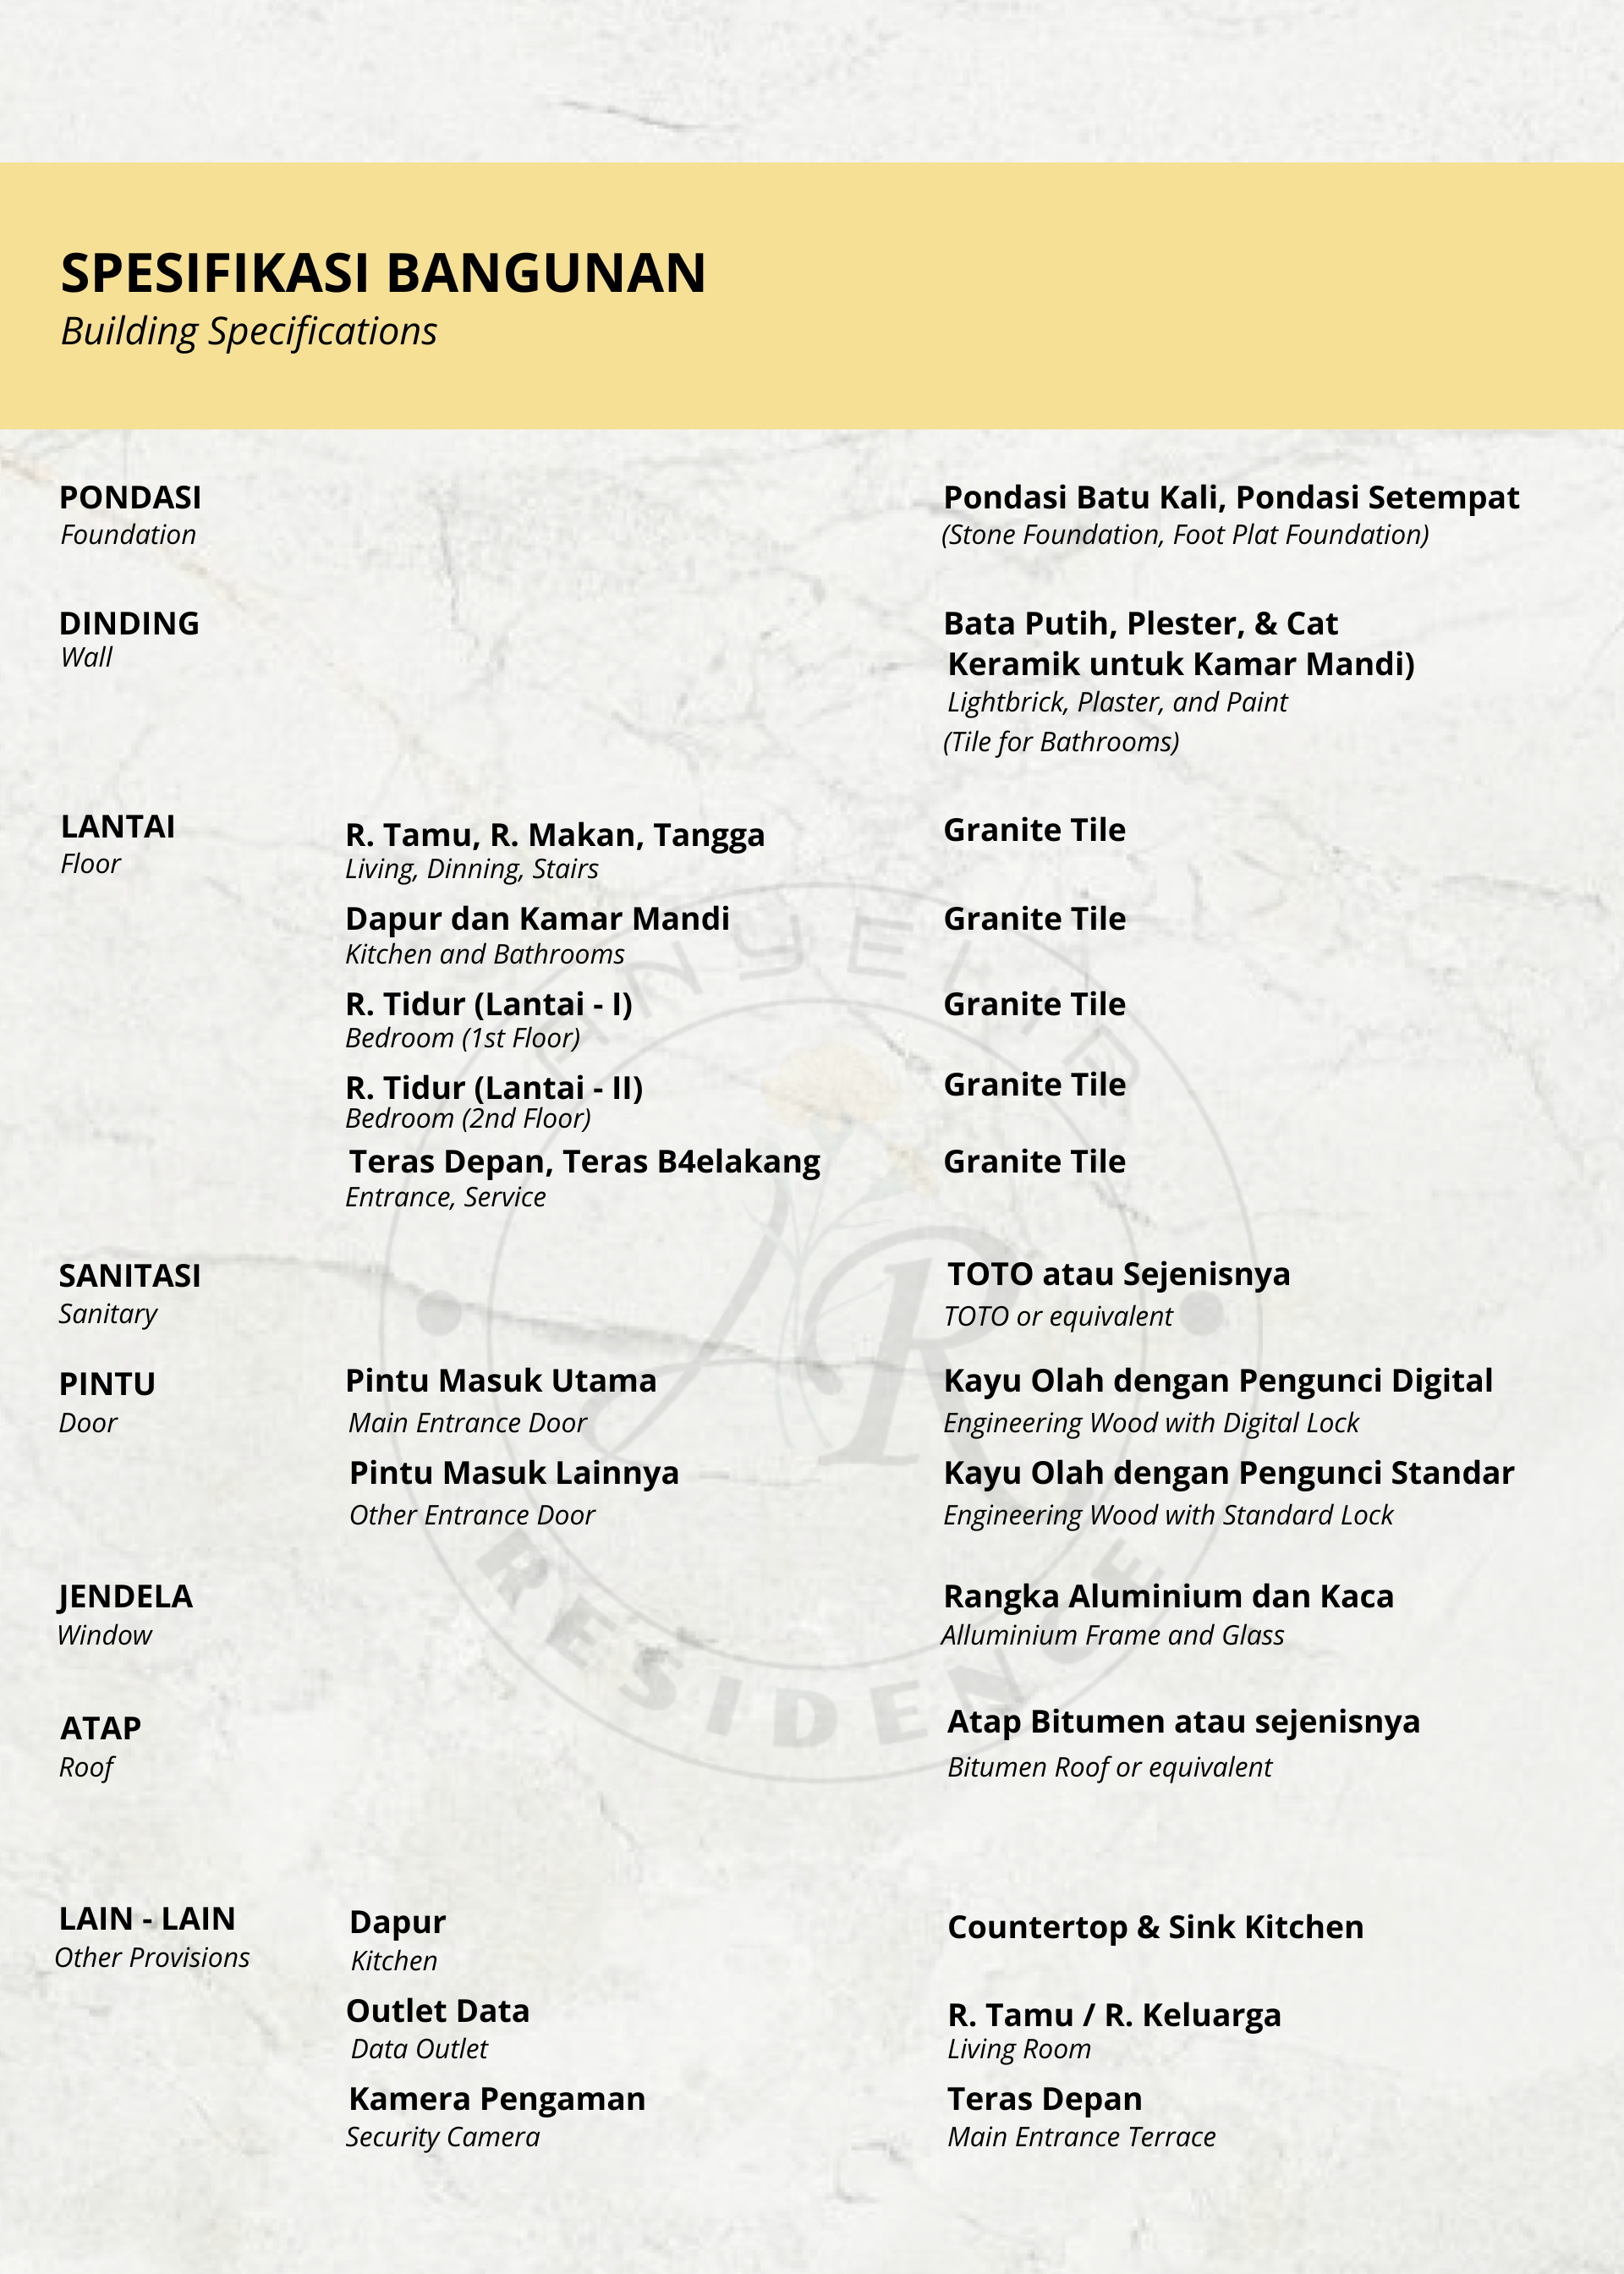 SPESIFIKASI BANGUNAN
Building Specifications
PONDASI
Foundation
Pondasi Batu Kali, Pondasi Setempat
(Stone Foundation, Foot Plat Foundation)
DINDING
Wall
Bata Putih, Plester, & Cat
Keramik untuk Kamar Mandi)
Lightbrick, Plaster, and Paint
(Tile for Bathrooms)
LANTAI
Floor
R. Tamu, R. Makan, Tangga
Living, Dinning, Stairs
Granite Tile
Dapur dan Kamar Mandi
Kitchen and Bathrooms
Granite Tile
R. Tidur (Lantai - I)
Bedroom (1st Floor)
Granite Tile
R. Tidur (Lantai - II)
Bedroom (2nd Floor)
Granite Tile
Teras Depan, Teras B4elakang
Entrance, Service
Granite Tile
SANITASI
Sanitary
TOTO atau Sejenisnya
TOTO or equivalent
PINTU
Door
Pintu Masuk Utama
Main Entrance Door
Kayu Olah dengan Pengunci Digital
Engineering Wood with Digital Lock
Pintu Masuk Lainnya
Other Entrance Door
Kayu Olah dengan Pengunci Standar
Engineering Wood with Standard Lock
JENDELA
Window
Rangka Aluminium dan Kaca
Alluminium Frame and Glass
ATAP
Roof
Atap Bitumen atau sejenisnya
Bitumen Roof or equivalent
LAIN - LAIN
Other Provisions
Dapur
Kitchen
Countertop & Sink Kitchen
Outlet Data
Data Outlet
R. Tamu / R. Keluarga
Living Room
Kamera Pengaman
Security Camera
Teras Depan
Main Entrance Terrace
ANYELIR
RESIDENCE